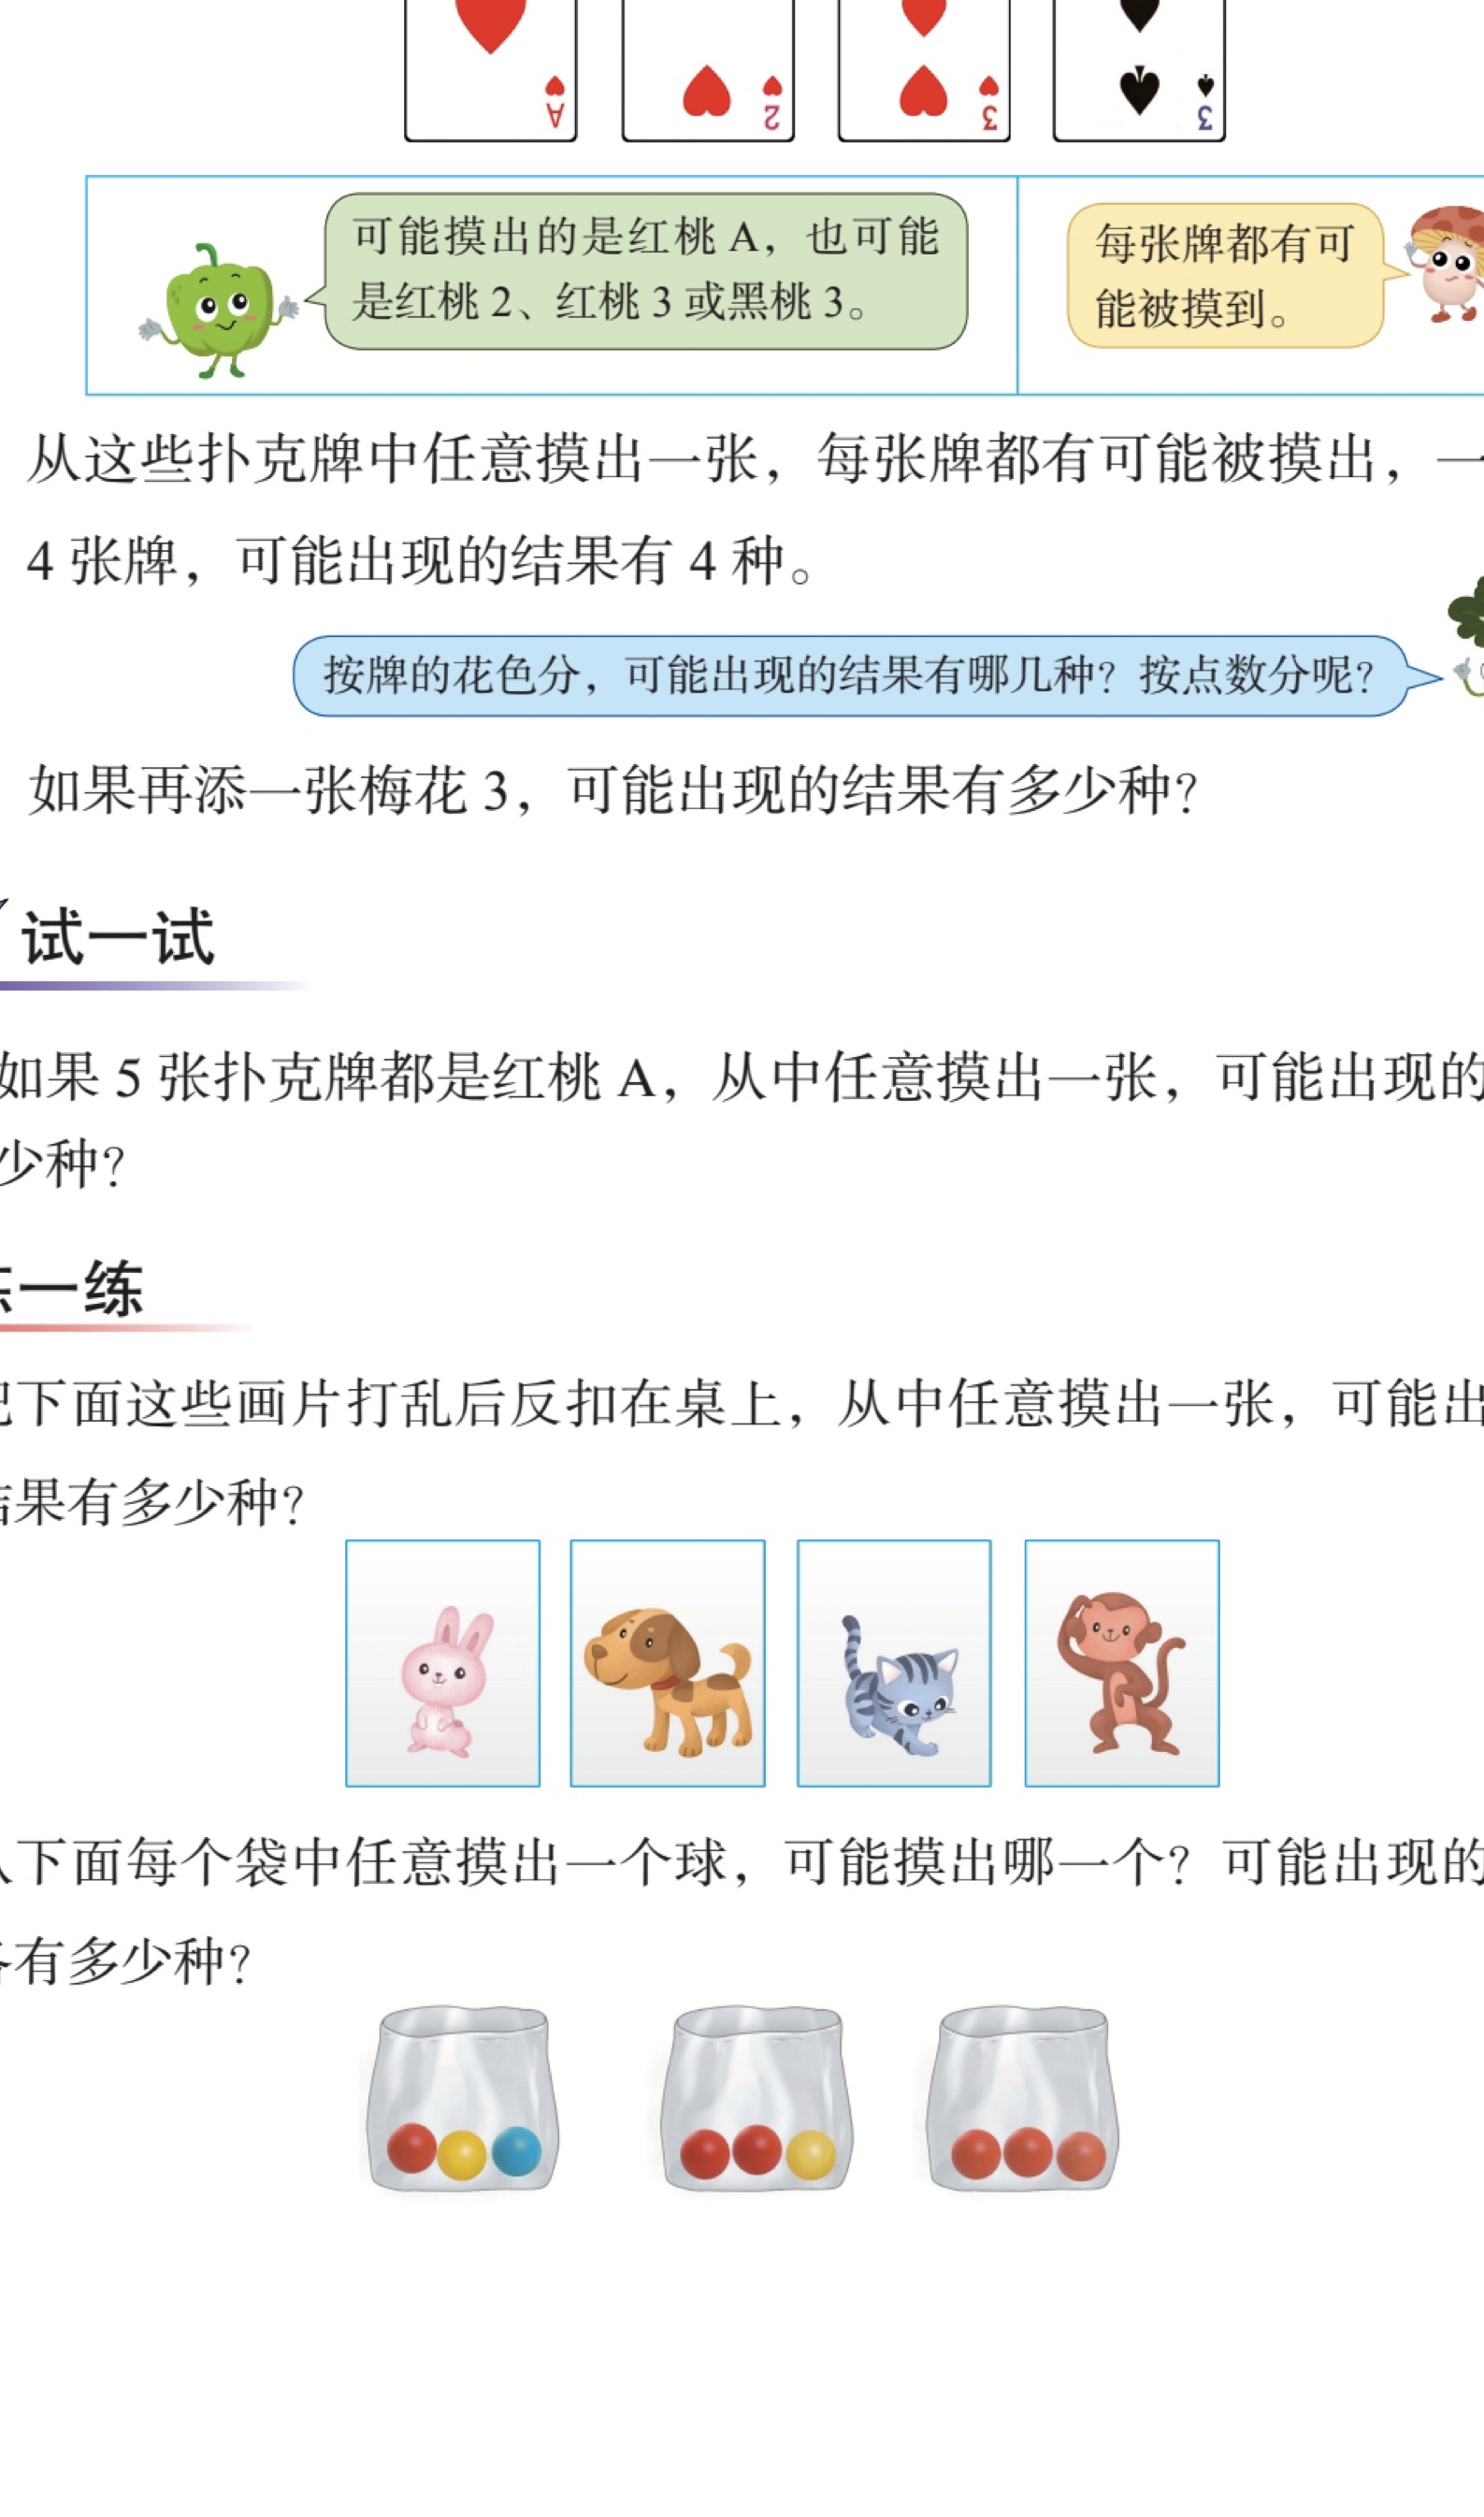 A 2 3 3
可能摸出的是红桃 A，也可能
是红桃 2、红桃 3 或黑桃 3。
每张牌都有可
能被摸到。
从这些扑克牌中任意摸出一张，每张牌都有可能被摸出，一
4 张牌，可能出现的结果有 4 种。
按牌的花色分，可能出现的结果有哪几种？按点数分呢？
如果再添一张梅花 3，可能出现的结果有多少种？
试一试
如果 5 张扑克牌都是红桃 A，从中任意摸出一张，可能出现的
少种？
一练
下面这些画片打乱后反扣在桌上，从中任意摸出一张，可能出
果有多少种？
下面每个袋中任意摸出一个球，可能摸出哪一个？可能出现的
有多少种？